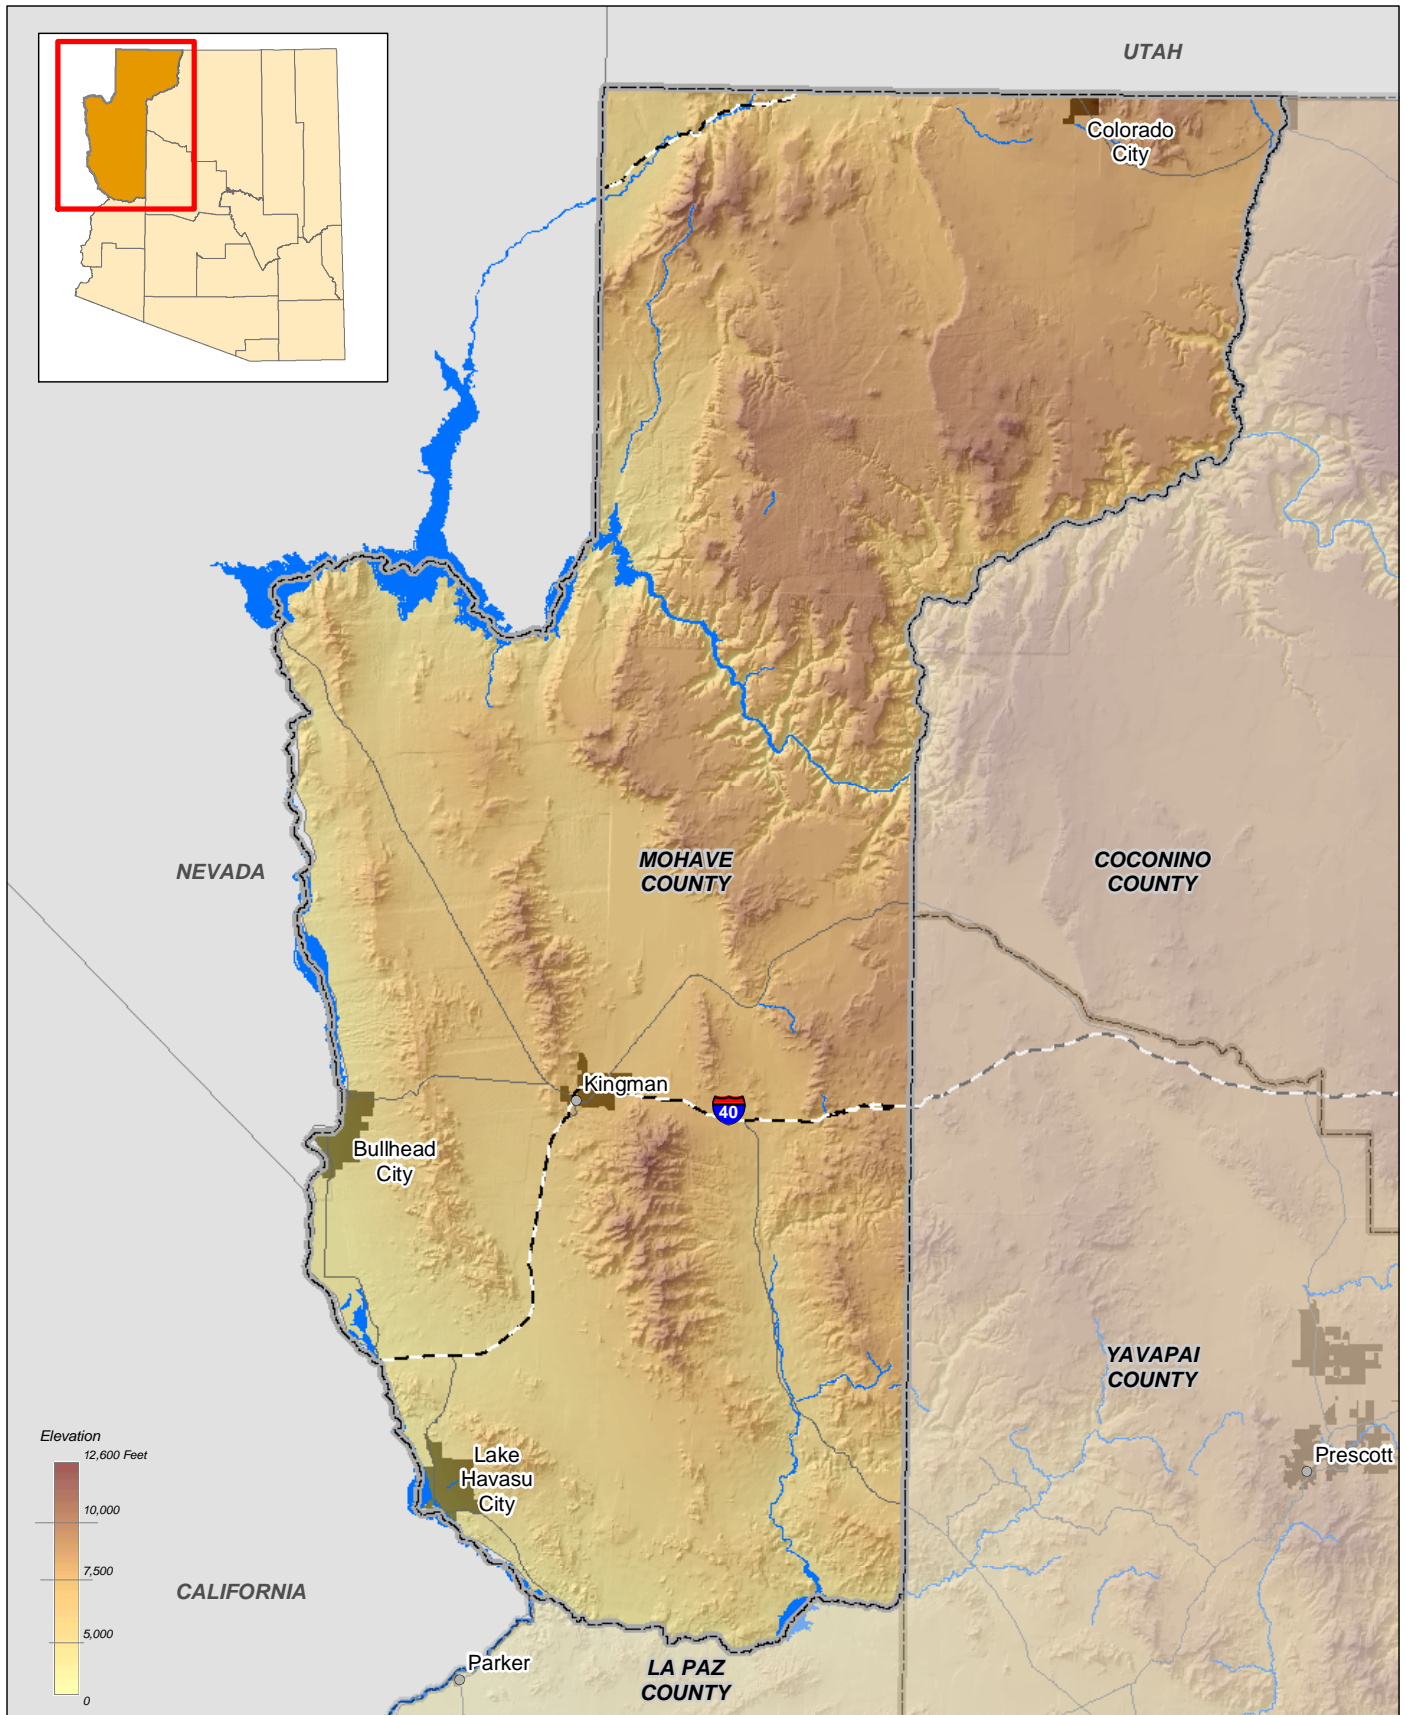 UTAH
Colorado
City
NEVADA
MOHAVE
COUNTY
COCONINO
COUNTY
Kingman
40
Bullhead
City
YAVAPAI
COUNTY
Elevation
12,600 Feet
10,000
7,500
5,000
0
Lake
Havasu
City
Prescott
CALIFORNIA
Parker
LA PAZ
COUNTY